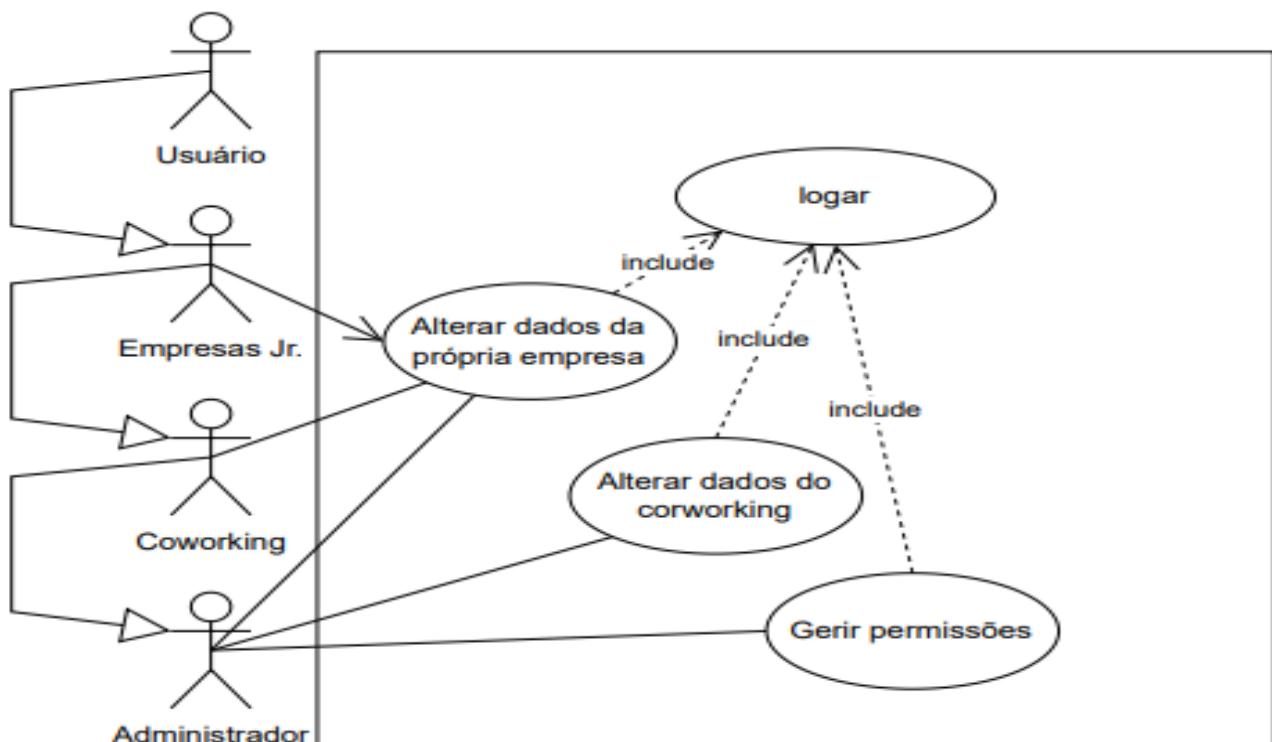 Usuário
logar
include
Alterar dados da
própria empresa
Empresas Jr.
include
include
Alterar dados do
corworking
Coworking
Gerir permissões
Administrador